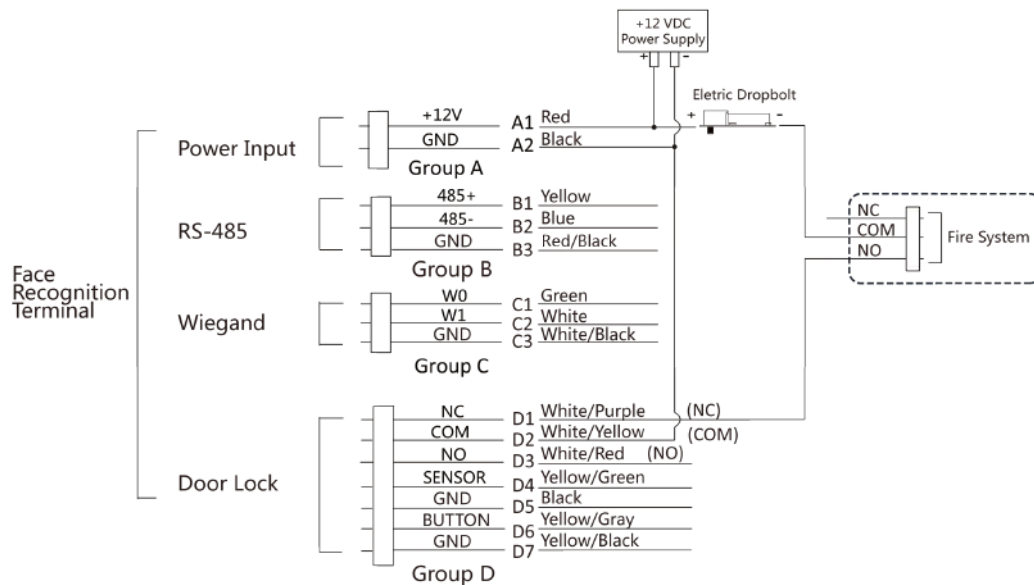 +12 VDC
Power Supply
+ -
Eletric Dropbolt
+ -
+12V A1 Red
Power Input
GND A2 Black
Group A
485+ B1 Yellow
RS-485
485- B2 Blue
GND B3 Red/Black
Group B
NC
COM
Fire System
NO
Face
Recognition
Terminal
W0 C1 Green
Wiegand
W1 C2 White
GND C3 White/Black
Group C
NC D1 White/Purple (NC)
COM D2 White/Yellow (COM)
NO D3 White/Red (NO)
Door Lock
SENSOR D4 Yellow/Green
GND D5 Black
BUTTON D6 Yellow/Gray
GND D7 Yellow/Black
Group D